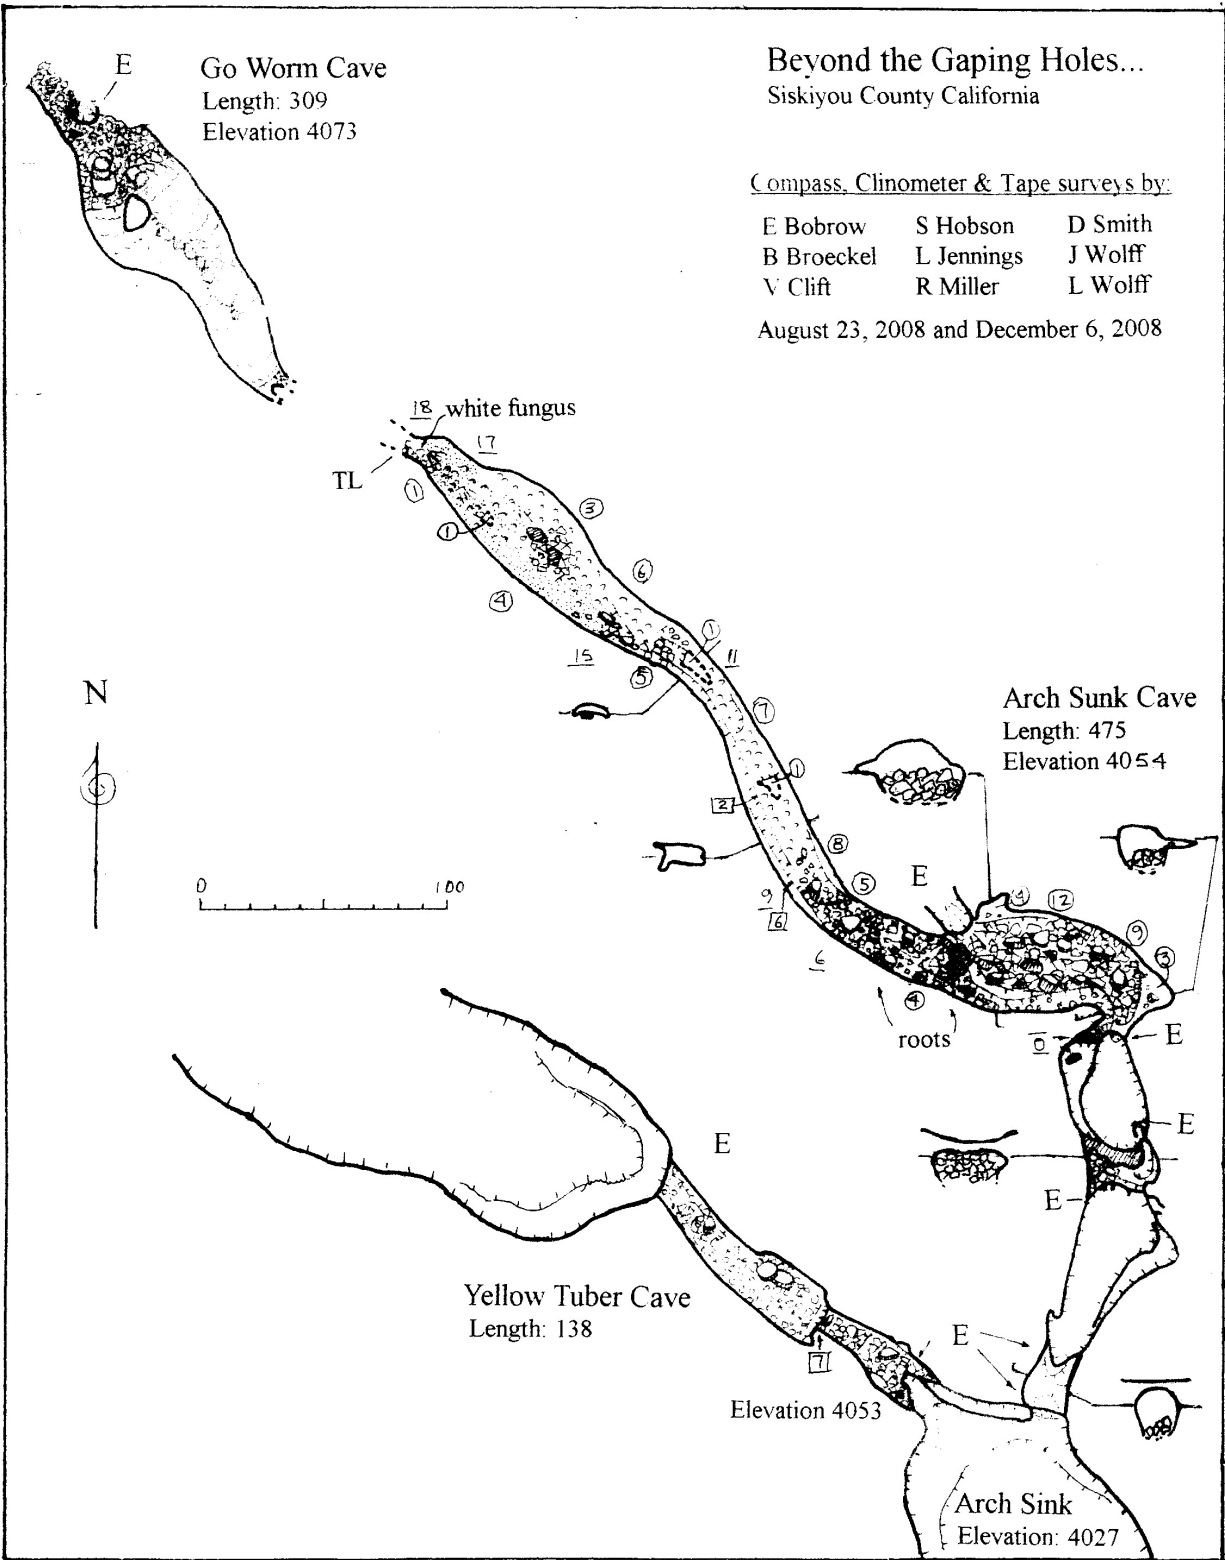 Beyond the Gaping Holes...
Siskiyou County California
Compass, Clinometer & Tape surveys by:
E Bobrow S Hobson D Smith
B Broeckel L Jennings J Wolff
V Clift R Miller L Wolff
August 23, 2008 and December 6, 2008
E
Go Worm Cave
Length: 309
Elevation 4073
18
white fungus
17
TL
1
3
1
6
4
1
15
11
5
7
N
Arch Sunk Cave
Length: 475
Elevation 4054
1
2
8
0 100
5
E
9
12
9
6
9
3
6
4
roots
0
E
E
E
E
Yellow Tuber Cave
Length: 138
7
E
Elevation 4053
Arch Sink
Elevation: 4027